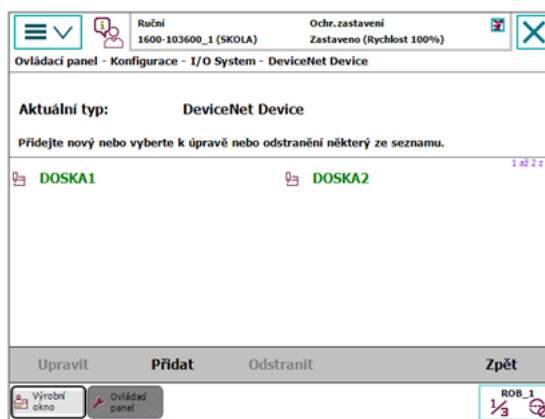 Ruční
1600-103600_1 (SKOLA)
Ochr.zastavení
Zastaveno (Rychlost 100%)
Ovládací panel - Konfigurace - I/O System - DeviceNet Device
Aktuální typ: DeviceNet Device
Přidejte nový nebo vyberte k úpravě nebo odstranění některý ze seznamu.
1 až 2 z
DOSKA1 DOSKA2
Upravit Přidat Odstranit Zpět
Výrobní okno
Ovládací panel
ROB_1
1/3